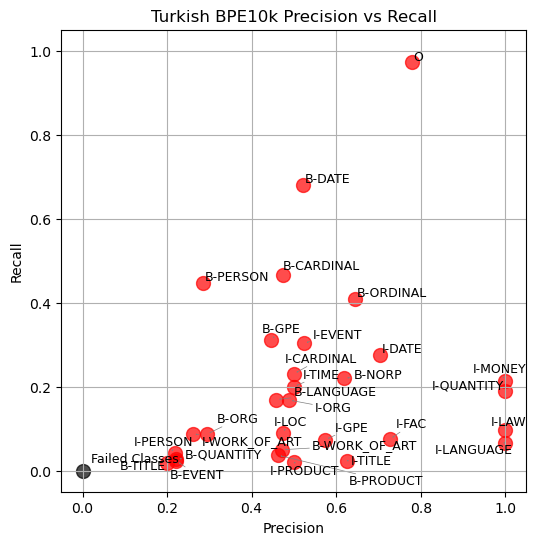 Turkish BPE10k Precision vs Recall
1.0
O
0.8
B-DATE
0.6
B-CARDINAL
B-PERSON
B-ORDINAL
0.4
B-GPE
I-EVENT
I-DATE
I-CARDINAL
I-TIME
B-NORP
I-MONEY
I-QUANTITY
0.2
B-LANGUAGE
I-ORG
B-ORG
I-LOC
I-GPE
I-FAC
I-LAW
I-PERSON
I-WORK_OF_ART
B-WORK_OF_ART
I-LANGUAGE
Failed Classes
B-QUANTITY
I-TITLE
B-TITLE
B-EVENT
I-PRODUCT
B-PRODUCT
0.0
Recall
0.0 0.2 0.4 0.6 0.8 1.0
Precision